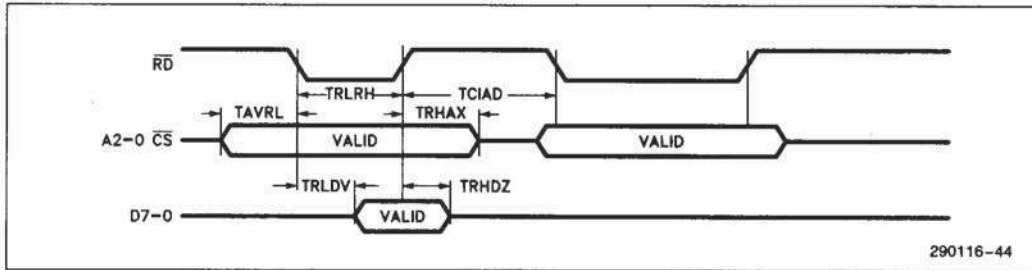 RD
TRLRH
TCIAD
TAVRL
TRHAX
A2-0 CS
VALID
VALID
TRLDV
TRHDZ
D7-0
VALID
290116-44